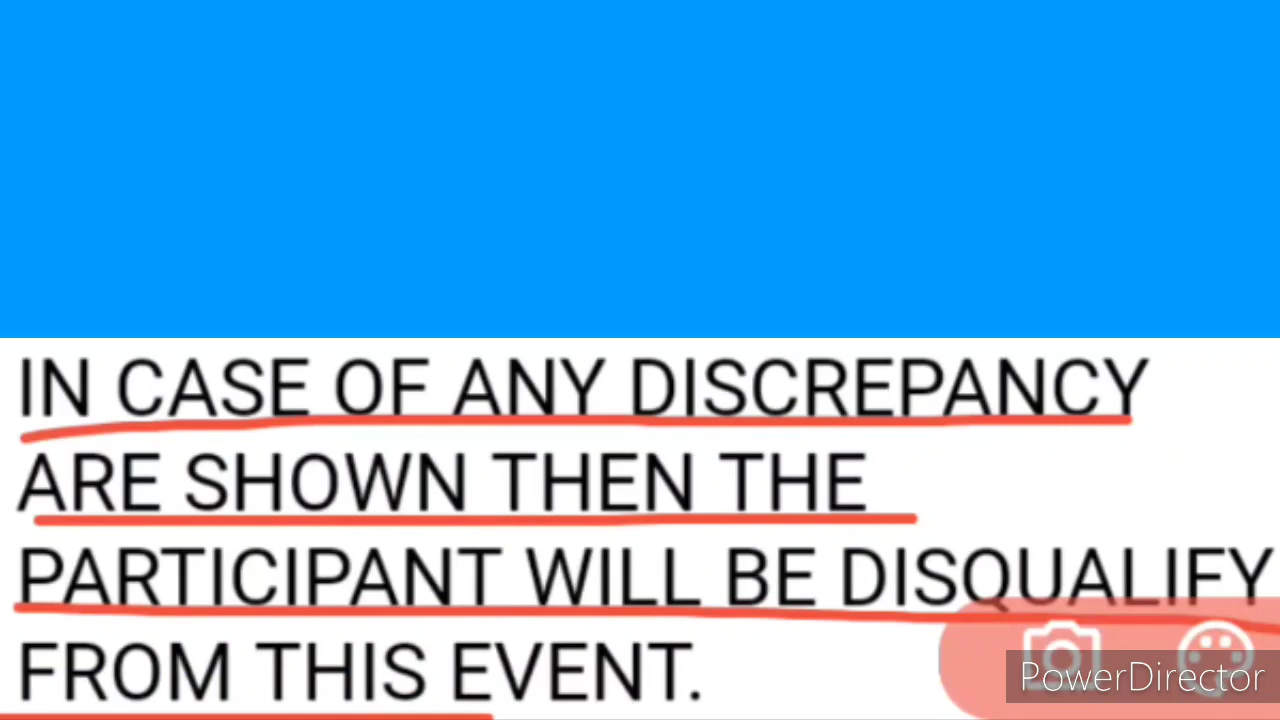 IN CASE OF ANY DISCREPANCY
ARE SHOWN THEN THE
PARTICIPANT WILL BE DISQUALIFY
FROM THIS EVENT.
PowerDirector